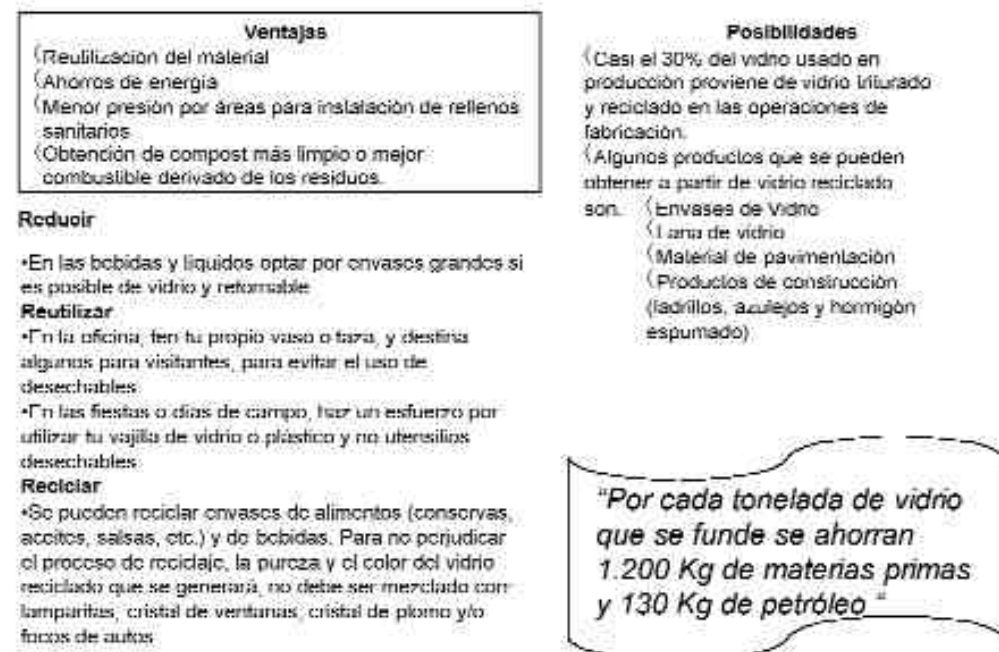 Ventajas
Reutilización del material
Ahorros de energía
Menor presión por áreas para instalación de rellenos
sanitarios
Obtención de compost más limpio o mejor
combustible derivado de los residuos.
Reducir
•En las bebidas y líquidos optar por envases grandes si
es posible de vidrio y retornable
Reutilizar
•En la oficina, ten tu propio vaso o taza, y destina
algunos para visitantes, para evitar el uso de
desechables
•En las fiestas o días de campo, haz un esfuerzo por
utilizar tu vajilla de vidrio o plástico y no utensilios
desechables
Reciclar
•Se pueden reciclar envases de alimentos (conservas,
aceites, salsas, etc.) y de bebidas. Para no perjudicar
el proceso de reciclaje, la pureza y el color del vidrio
reciclado que se generará, no debe ser mezclado con
lamparitas, cristal de ventanas, cristal de plomo y/o
focos de autos
Posibilidades
Casi el 30% del vidrio usado en
producción proviene de vidrio triturado
y reciclado en las operaciones de
fabricación.
Algunos productos que se pueden
obtener a partir de vidrio reciclado
son. Envases de Vidrio
Lana de vidrio
Material de pavimentación
Productos de construcción
(ladrillos, azulejos y hormigón
espumado)
"Por cada tonelada de vidrio
que se funde se ahorran
1.200 Kg de materias primas
y 130 Kg de petróleo "